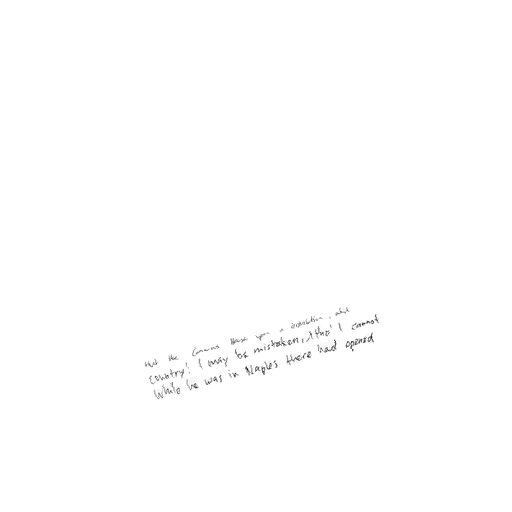 that the Commons House upon a dissolution, what
country! I may be mistaken, tho' I cannot
While he was in Naples there had opened